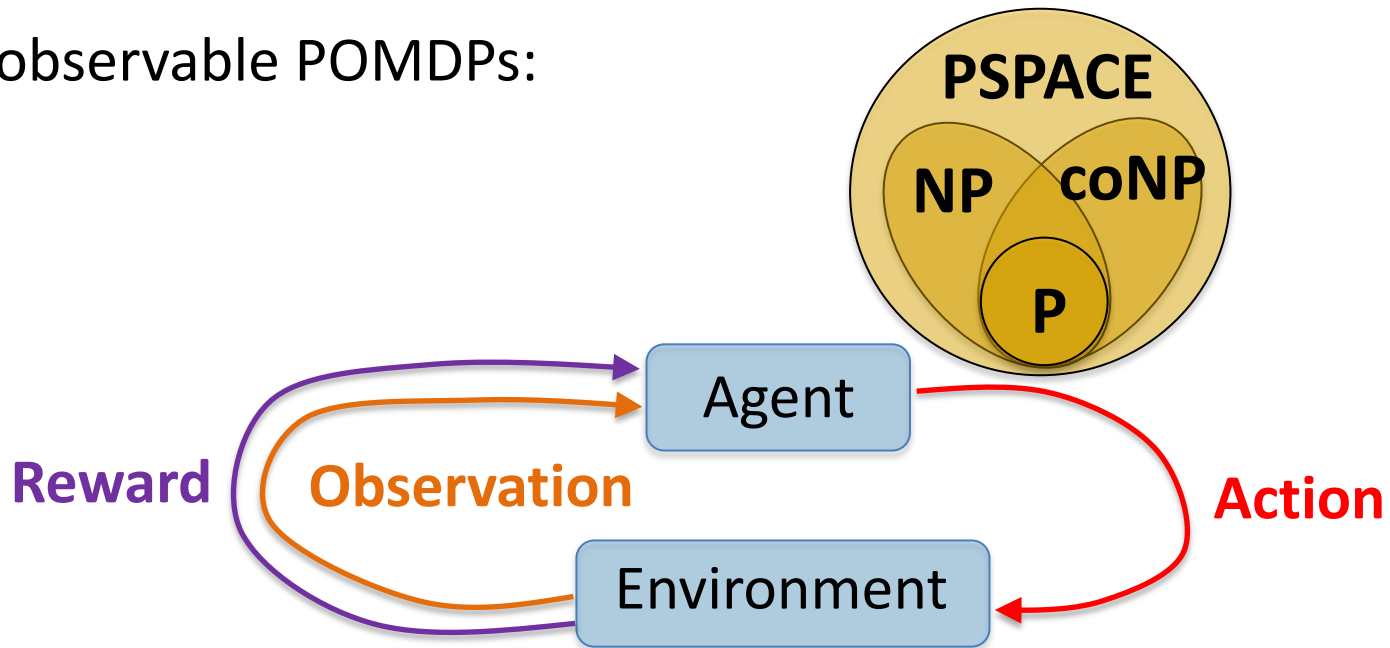 observable POMDPs:
PSPACE
NP
coNP
P
Agent
Reward
Observation
Action
Environment